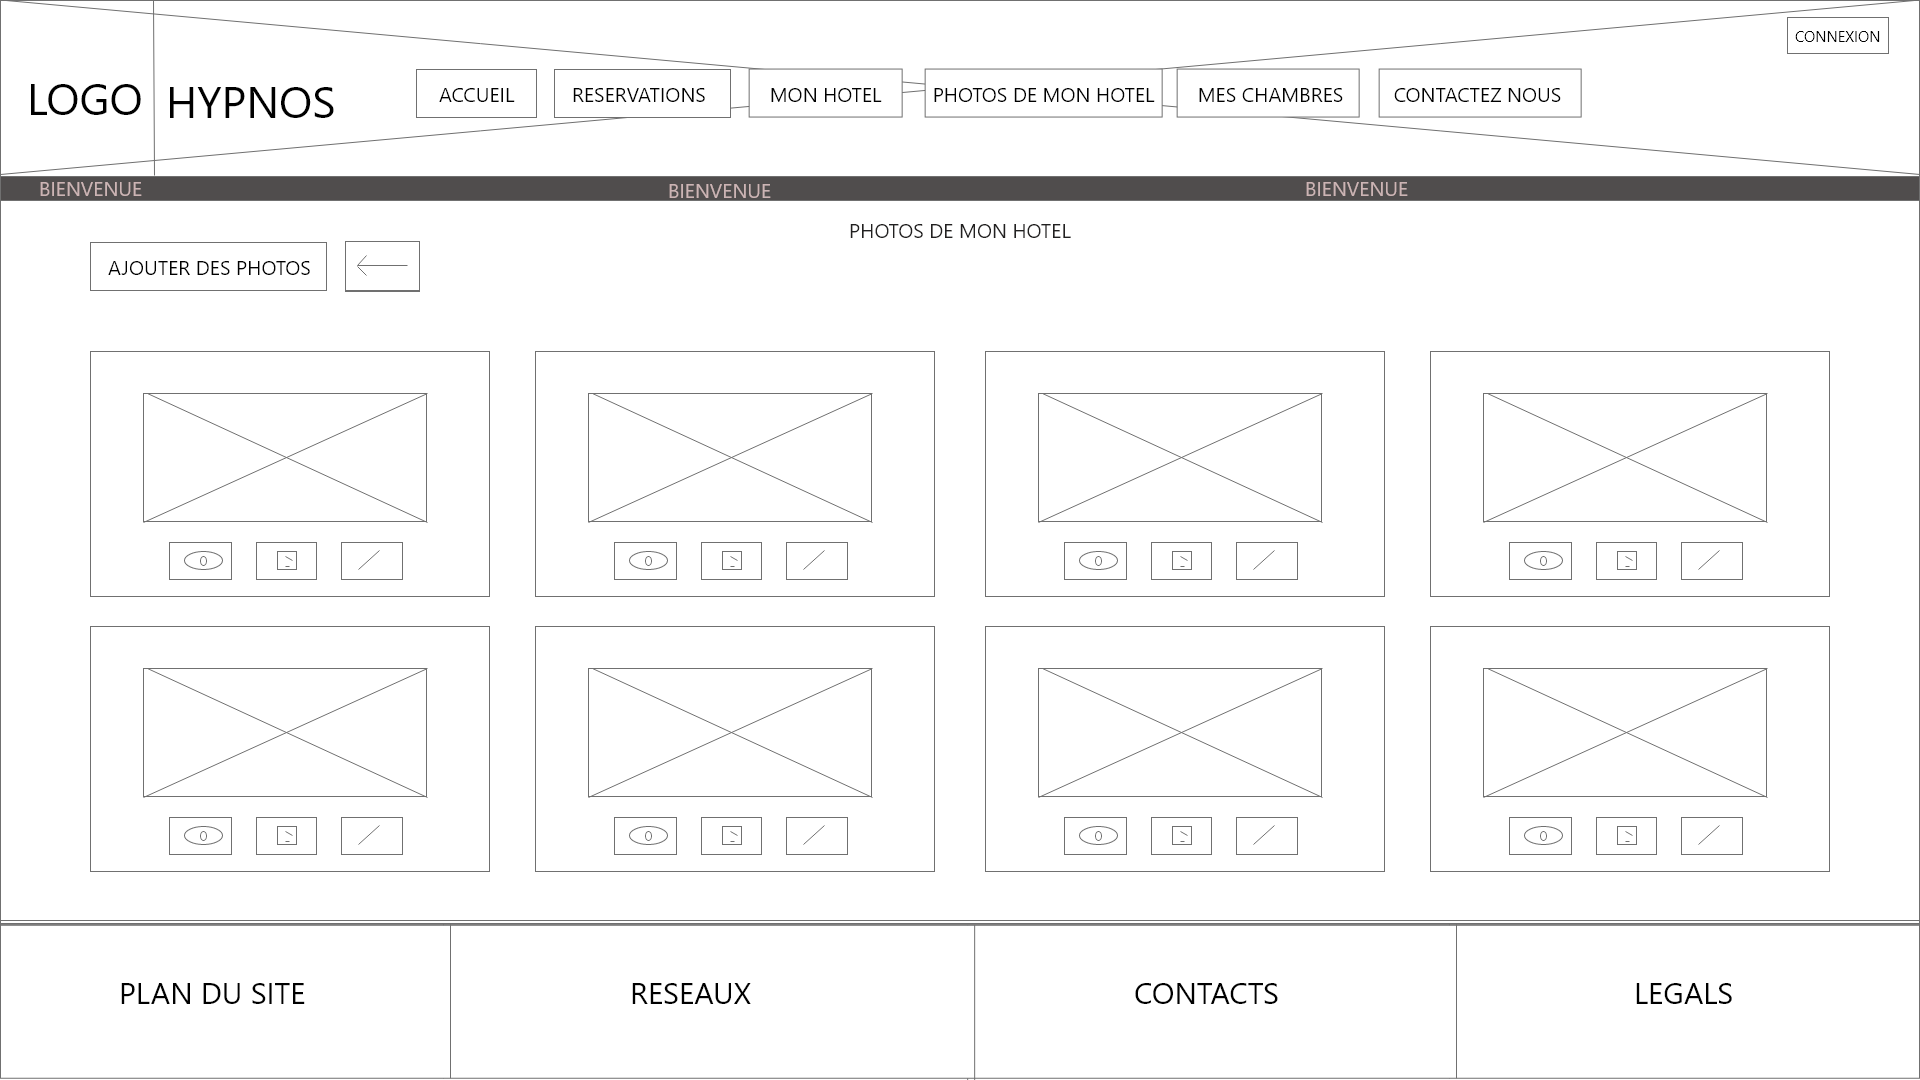 CONNEXION
LOGO
HYPNOS
ACCUEIL
RESERVATIONS
MON HOTEL
PHOTOS DE MON HOTEL
MES CHAMBRES
CONTACTEZ NOUS
BIENVENUE
BIENVENUE
BIENVENUE
PHOTOS DE MON HOTEL
AJOUTER DES PHOTOS
PLAN DU SITE
RESEAUX
CONTACTS
LEGALS